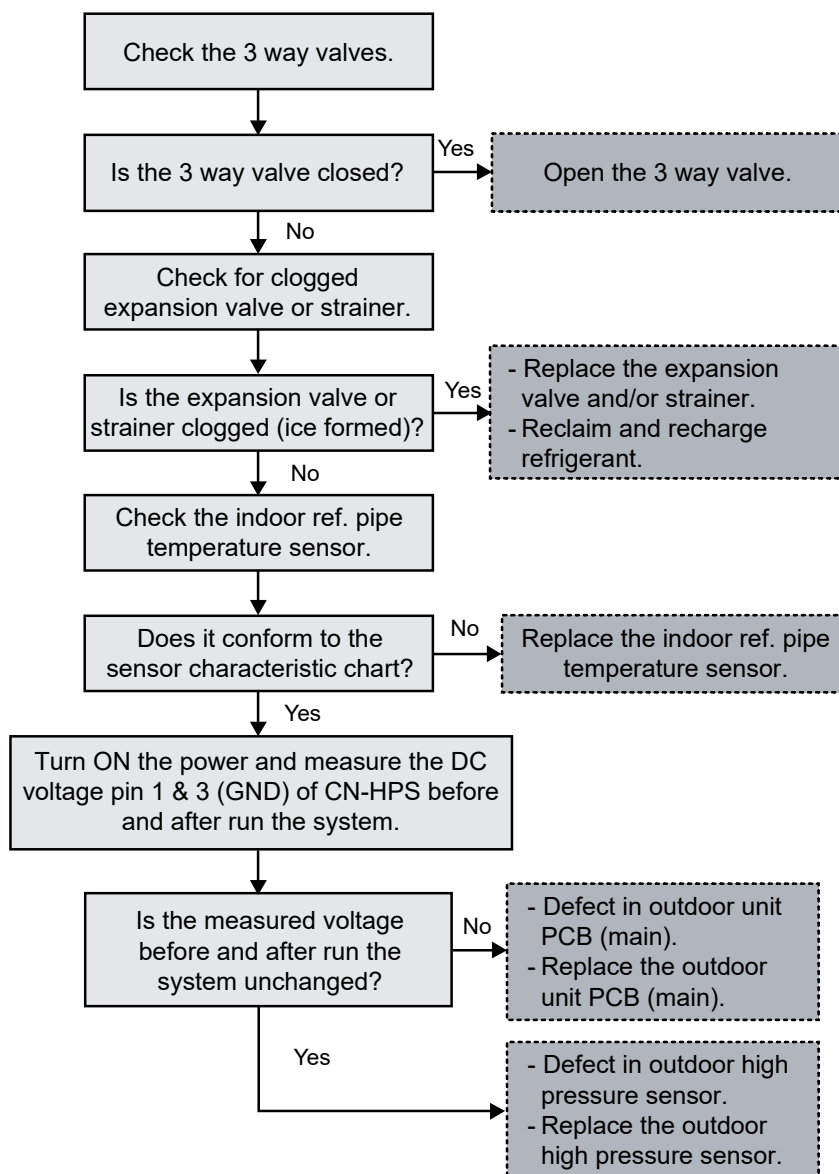 Check the 3 way valves.
Is the 3 way valve closed?
Yes
Open the 3 way valve.
No
Check for clogged
expansion valve or strainer.
Is the expansion valve or
strainer clogged (ice formed)?
Yes
- Replace the expansion
valve and/or strainer.
- Reclaim and recharge
refrigerant.
No
Check the indoor ref. pipe
temperature sensor.
Does it conform to the
sensor characteristic chart?
No
Replace the indoor ref. pipe
temperature sensor.
Yes
Turn ON the power and measure the DC
voltage pin 1 & 3 (GND) of CN-HPS before
and after run the system.
Is the measured voltage
before and after run the
system unchanged?
No
- Defect in outdoor unit
PCB (main).
- Replace the outdoor
unit PCB (main).
Yes
- Defect in outdoor high
pressure sensor.
- Replace the outdoor
high pressure sensor.